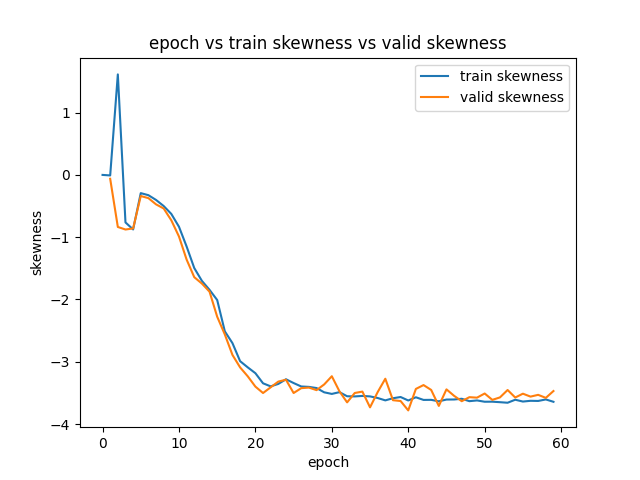 epoch vs train skewness vs valid skewness
train skewness
valid skewness
skewness
1
0
−1
−2
−3
−4
0 10 20 30 40 50 60
epoch